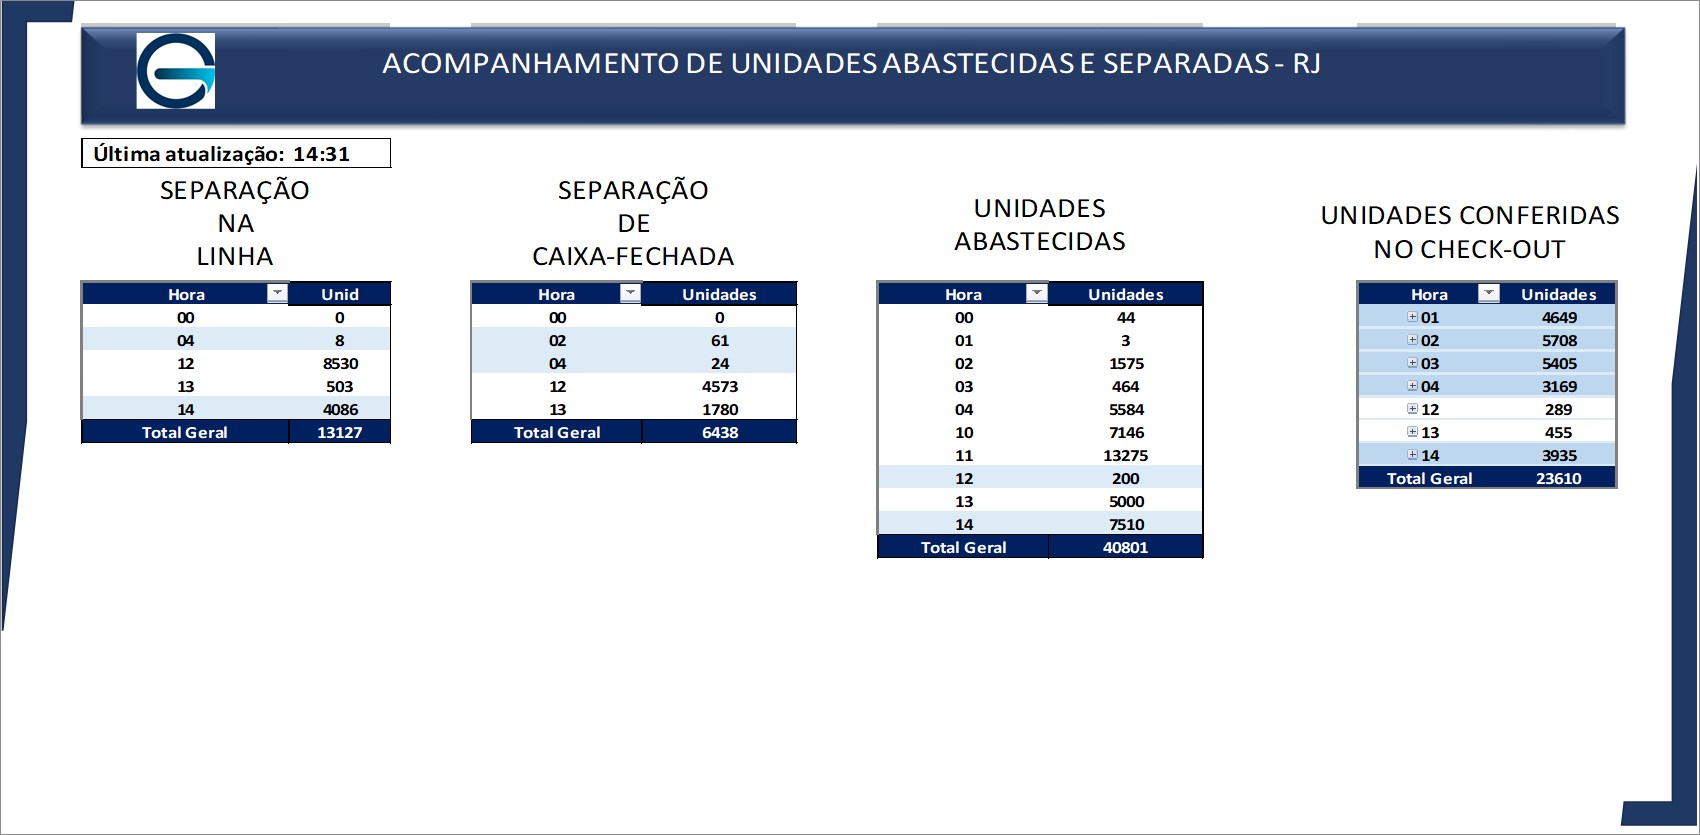 ACOMPANHAMENTO DE UNIDADES ABASTECIDAS E SEPARADAS - RJ
Última atualização: 14:31
SEPARAÇÃO
NA
LINHA
Hora Unid
00 0
04 8
12 8530
13 503
14 4086
Total Geral 13127
SEPARAÇÃO
DE
CAIXA-FECHADA
Hora Unidades
00 0
02 61
04 24
12 4573
13 1780
Total Geral 6438
UNIDADES
ABASTECIDAS
Hora Unidades
00 44
01 3
02 1575
03 464
04 5584
10 7146
11 13275
12 200
13 5000
14 7510
Total Geral 40801
UNIDADES CONFERIDAS
NO CHECK-OUT
Hora Unidades
01 4649
02 5708
03 5405
04 3169
12 289
13 455
14 3935
Total Geral 23610